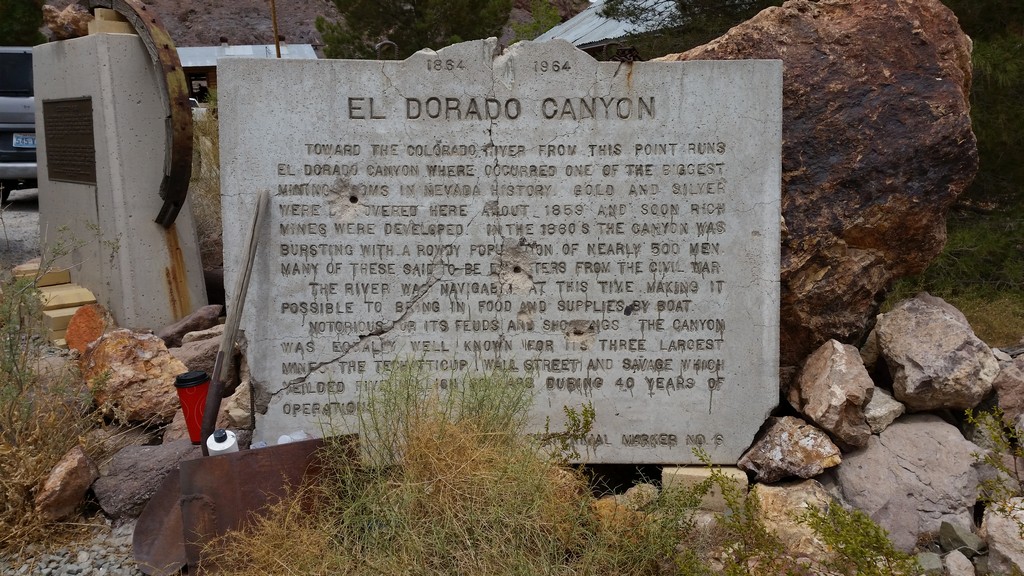 1864 1964
EL DORADO CANYON
TOWARD THE COLORADO RIVER FROM THIS POINT RUNS
EL DORADO CANYON WHERE OCCURRED ONE OF THE BIGGEST
MINING BOOMS IN NEVADA HISTORY. GOLD AND SILVER
WERE DISCOVERED HERE ABOUT 1859 AND SOON RICH
MINES WERE DEVELOPED. IN THE 1860'S THE CANYON WAS
BURSTING WITH A ROWDY POPULATION OF NEARLY 500 MEN
MANY OF THESE SAID TO BE DESERTERS FROM THE CIVIL WAR
THE RIVER WAS NAVIGABLE AT THIS TIME MAKING IT
POSSIBLE TO BRING IN FOOD AND SUPPLIES BY BOAT.
NOTORIOUS FOR ITS FEUDS AND SHOOTINGS THE CANYON
WAS EQUALLY WELL KNOWN FOR ITS THREE LARGEST
MINES, THE TECHATTICUP, WALL STREET AND SAVAGE WHICH
YEILDED DURING 40 YEARS OF
OPERATION
MARKER NO. 6